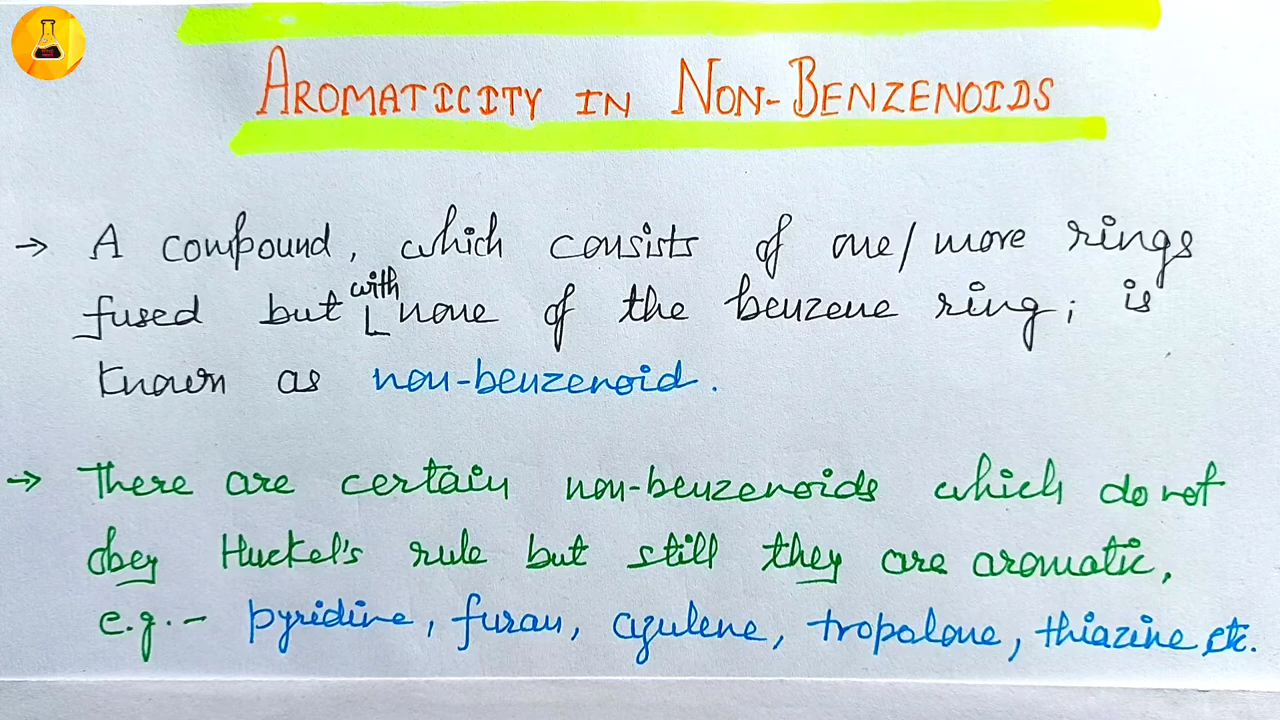 AROMATICITY IN NON-BENZENOIDS
→ A compound, which consists of one/more rings
fused but with none of the benzene ring; is
known as non-benzenoid.
→ There are certain non-benzenoids which do not
obey Huckel's rule but still they are aromatic,
e.g.- pyridine, furan, azulene, tropolone, thiazine, etc.